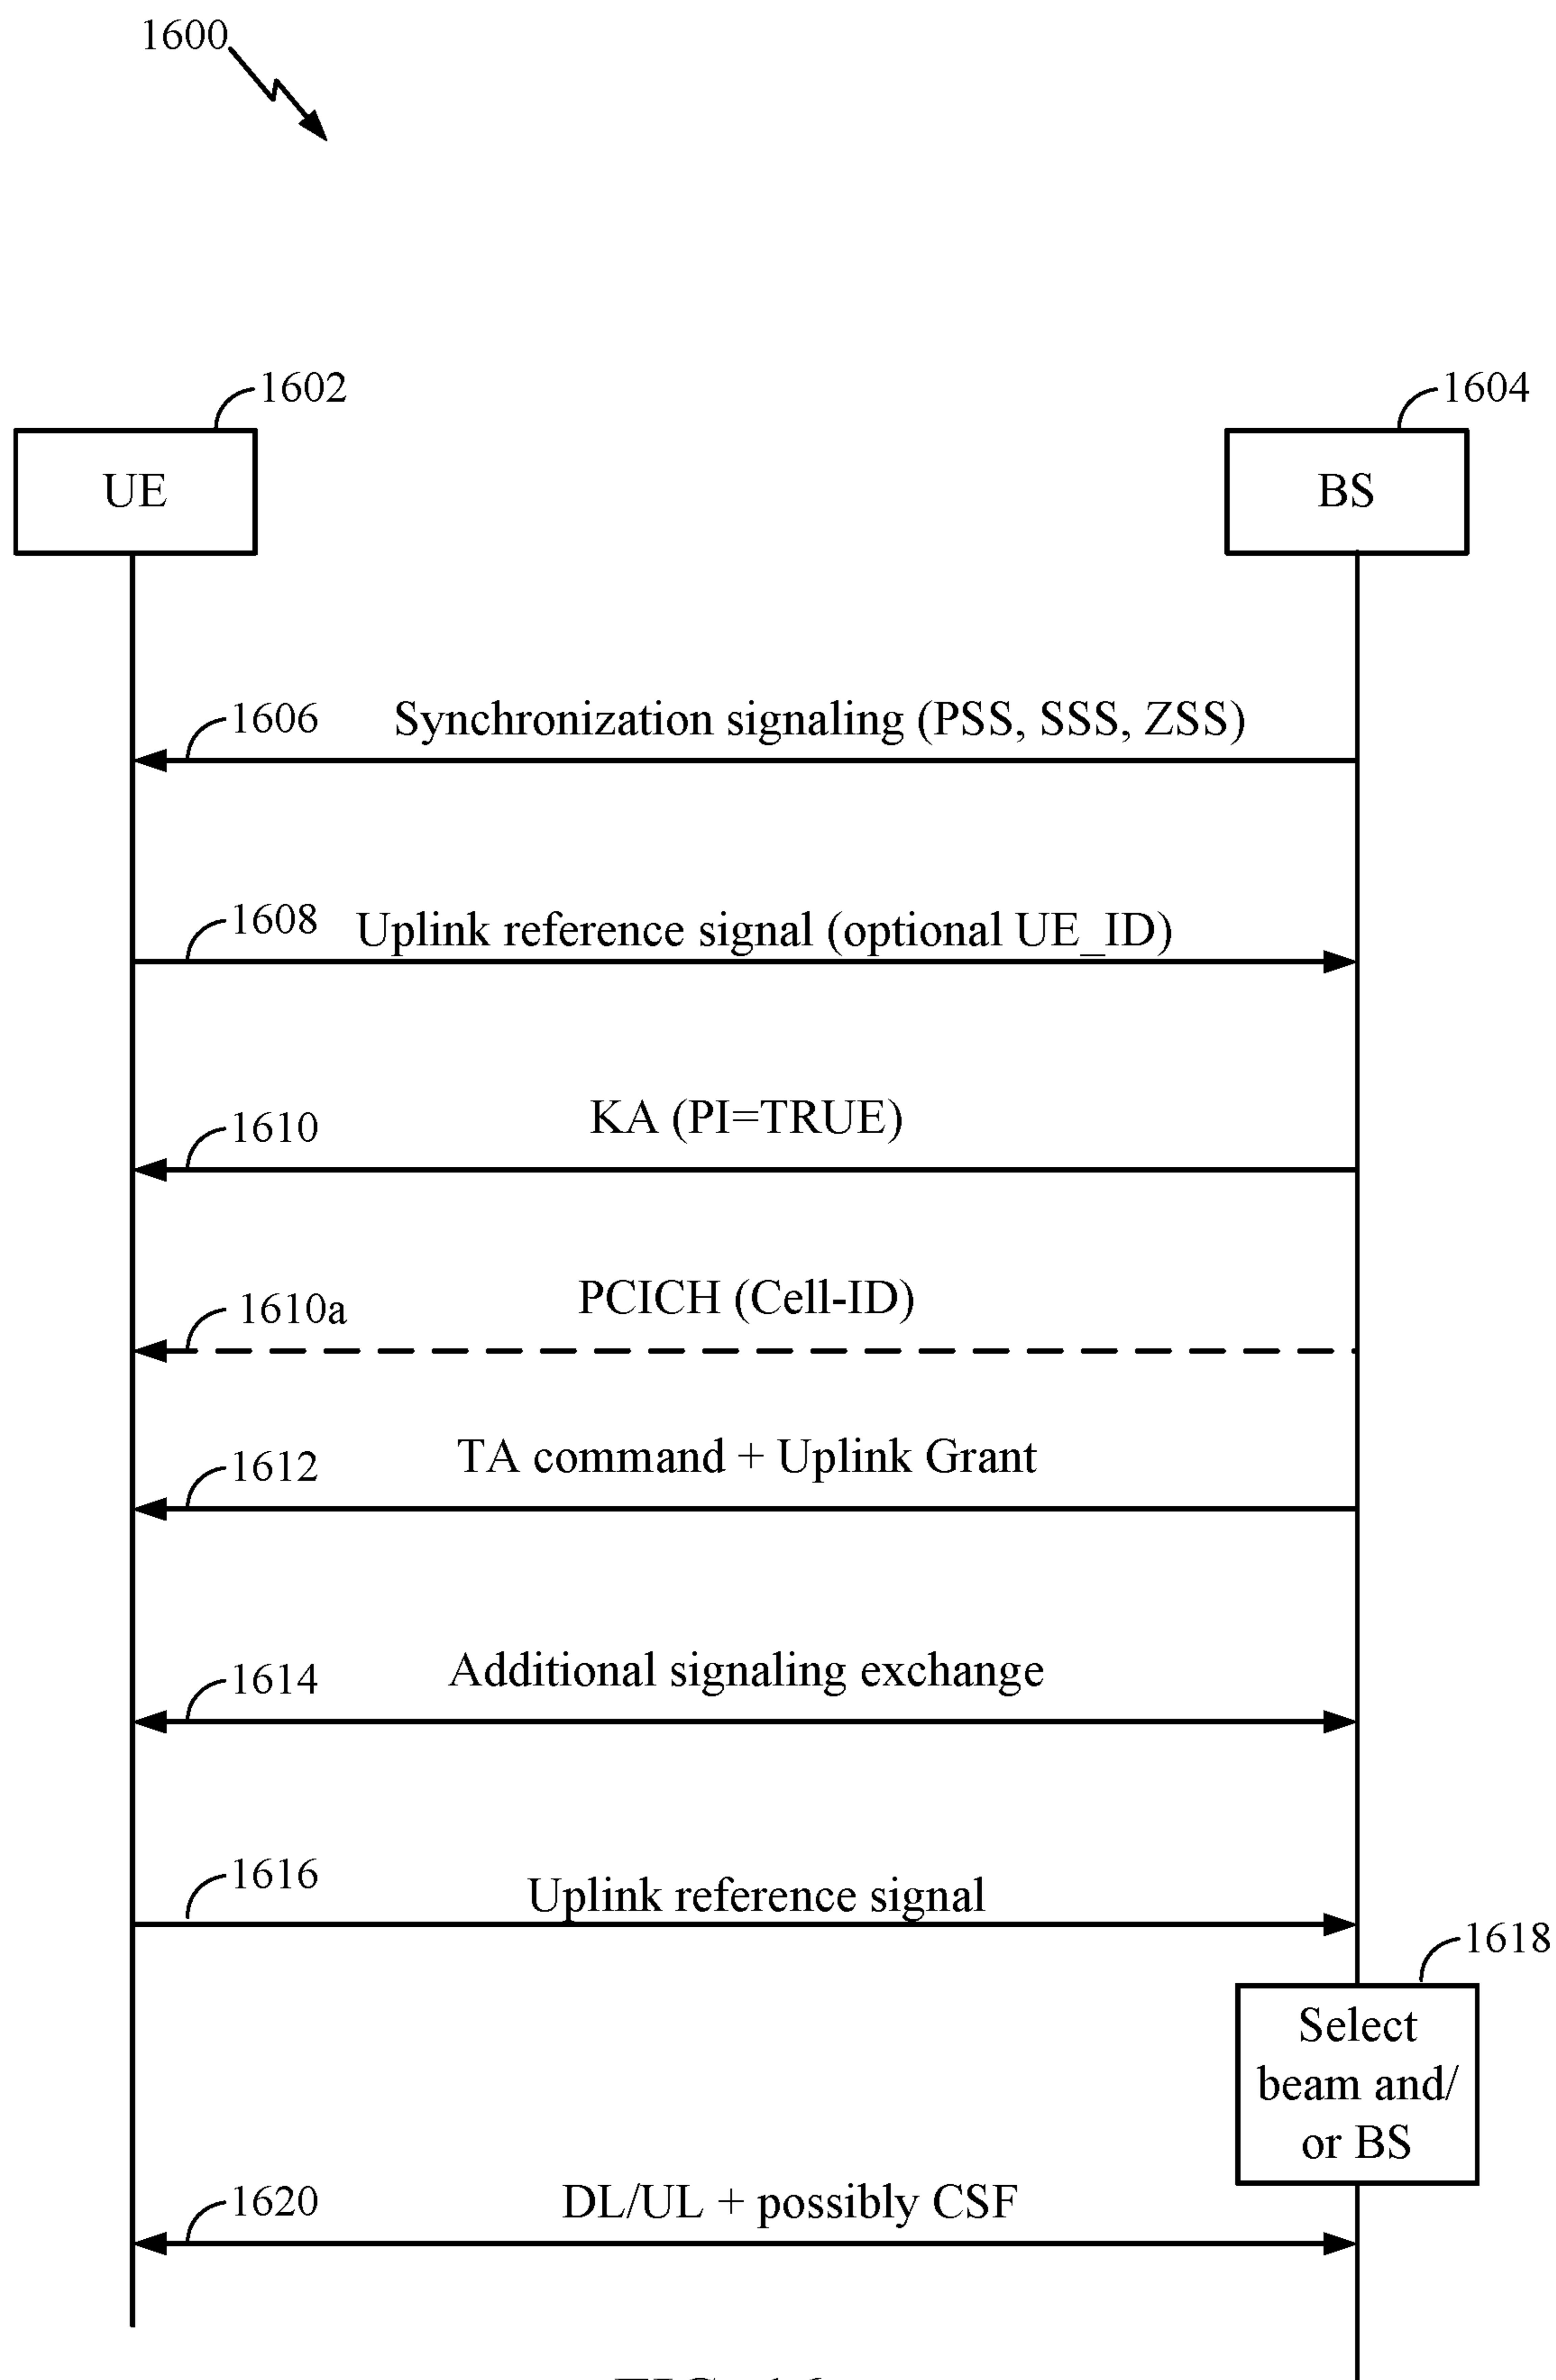 1600
1602
1604
UE
BS
1606
Synchronization signaling (PSS, SSS, ZSS)
1608
Uplink reference signal (optional UE_ID)
KA (PI=TRUE)
1610
PCICH (Cell-ID)
1610a
TA command + Uplink Grant
1612
Additional signaling exchange
1614
1616
Uplink reference signal
1618
Select
beam and/
or BS
1620
DL/UL + possibly CSF